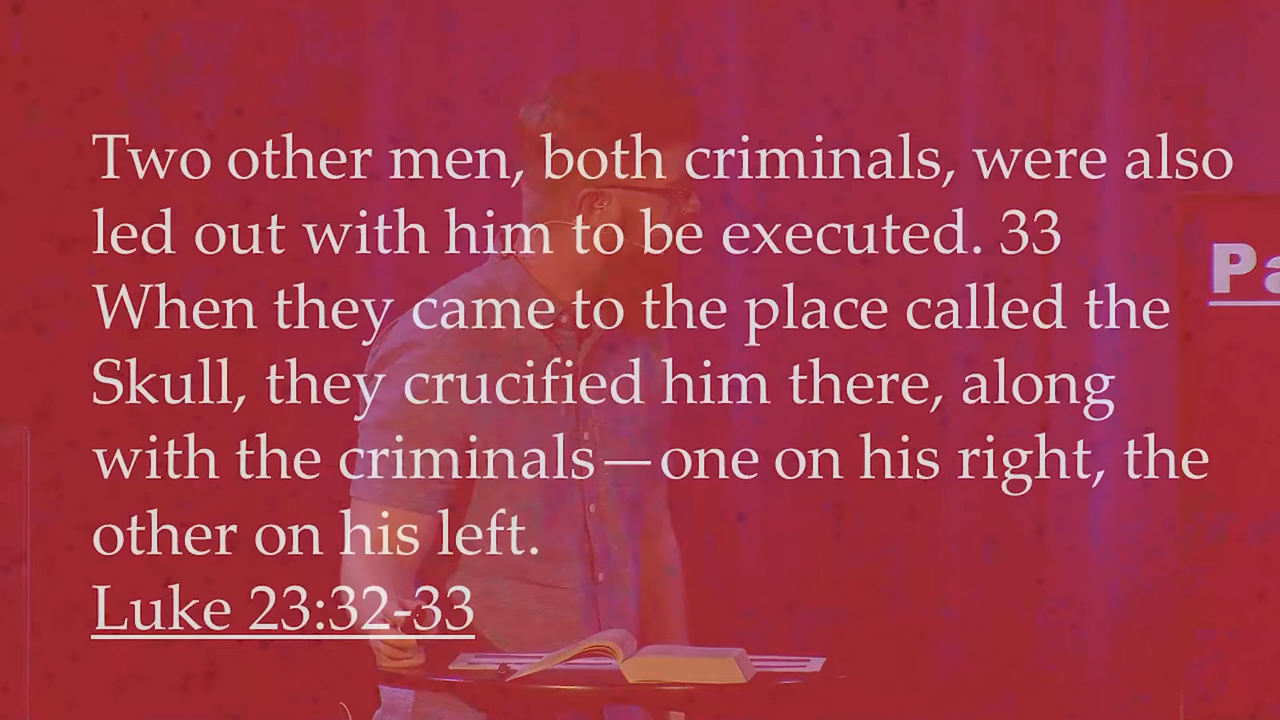 Two other men, both criminals, were also
led out with him to be executed. 33
When they came to the place called the
Skull, they crucified him there, along
with the criminals—one on his right, the
other on his left.
Luke 23:32-33